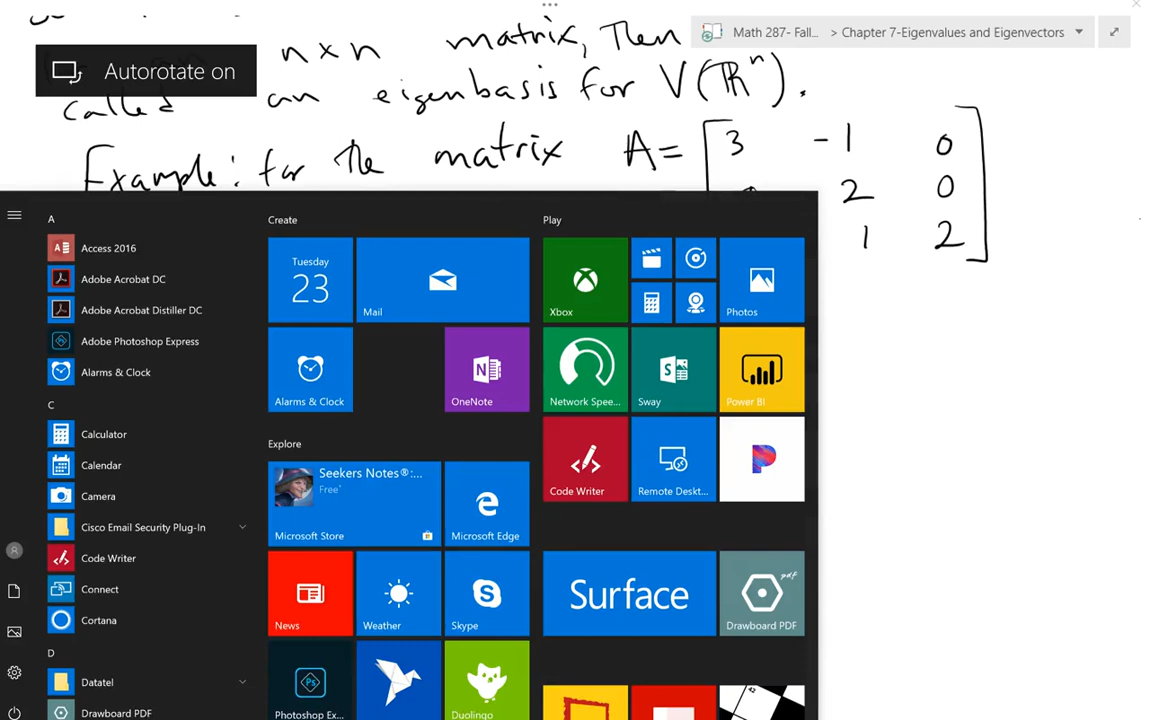 n×n matrix, Then
Math 287- Fall... > Chapter 7-Eigenvalues and Eigenvectors
Autorotate on
called an eigenbasis for V(ℝⁿ).
Example: for the matrix A= [3 -1 0
2 0
1 2]
A
Access 2016
Adobe Acrobat DC
Adobe Acrobat Distiller DC
Adobe Photoshop Express
Alarms & Clock
C
Calculator
Calendar
Camera
Cisco Email Security Plug-In
Code Writer
Connect
Cortana
D
Datatel
Drawboard PDF
Create
Tuesday
23
Mail
Alarms & Clock
OneNote
Explore
Seekers Notes®:...
Free*
Microsoft Store
Microsoft Edge
News
Weather
Skype
Photoshop Ex...
Duolingo
Play
Xbox
Photos
Network Spee...
Sway
Power BI
Code Writer
Remote Deskt...
Surface
pdf
Drawboard PDF